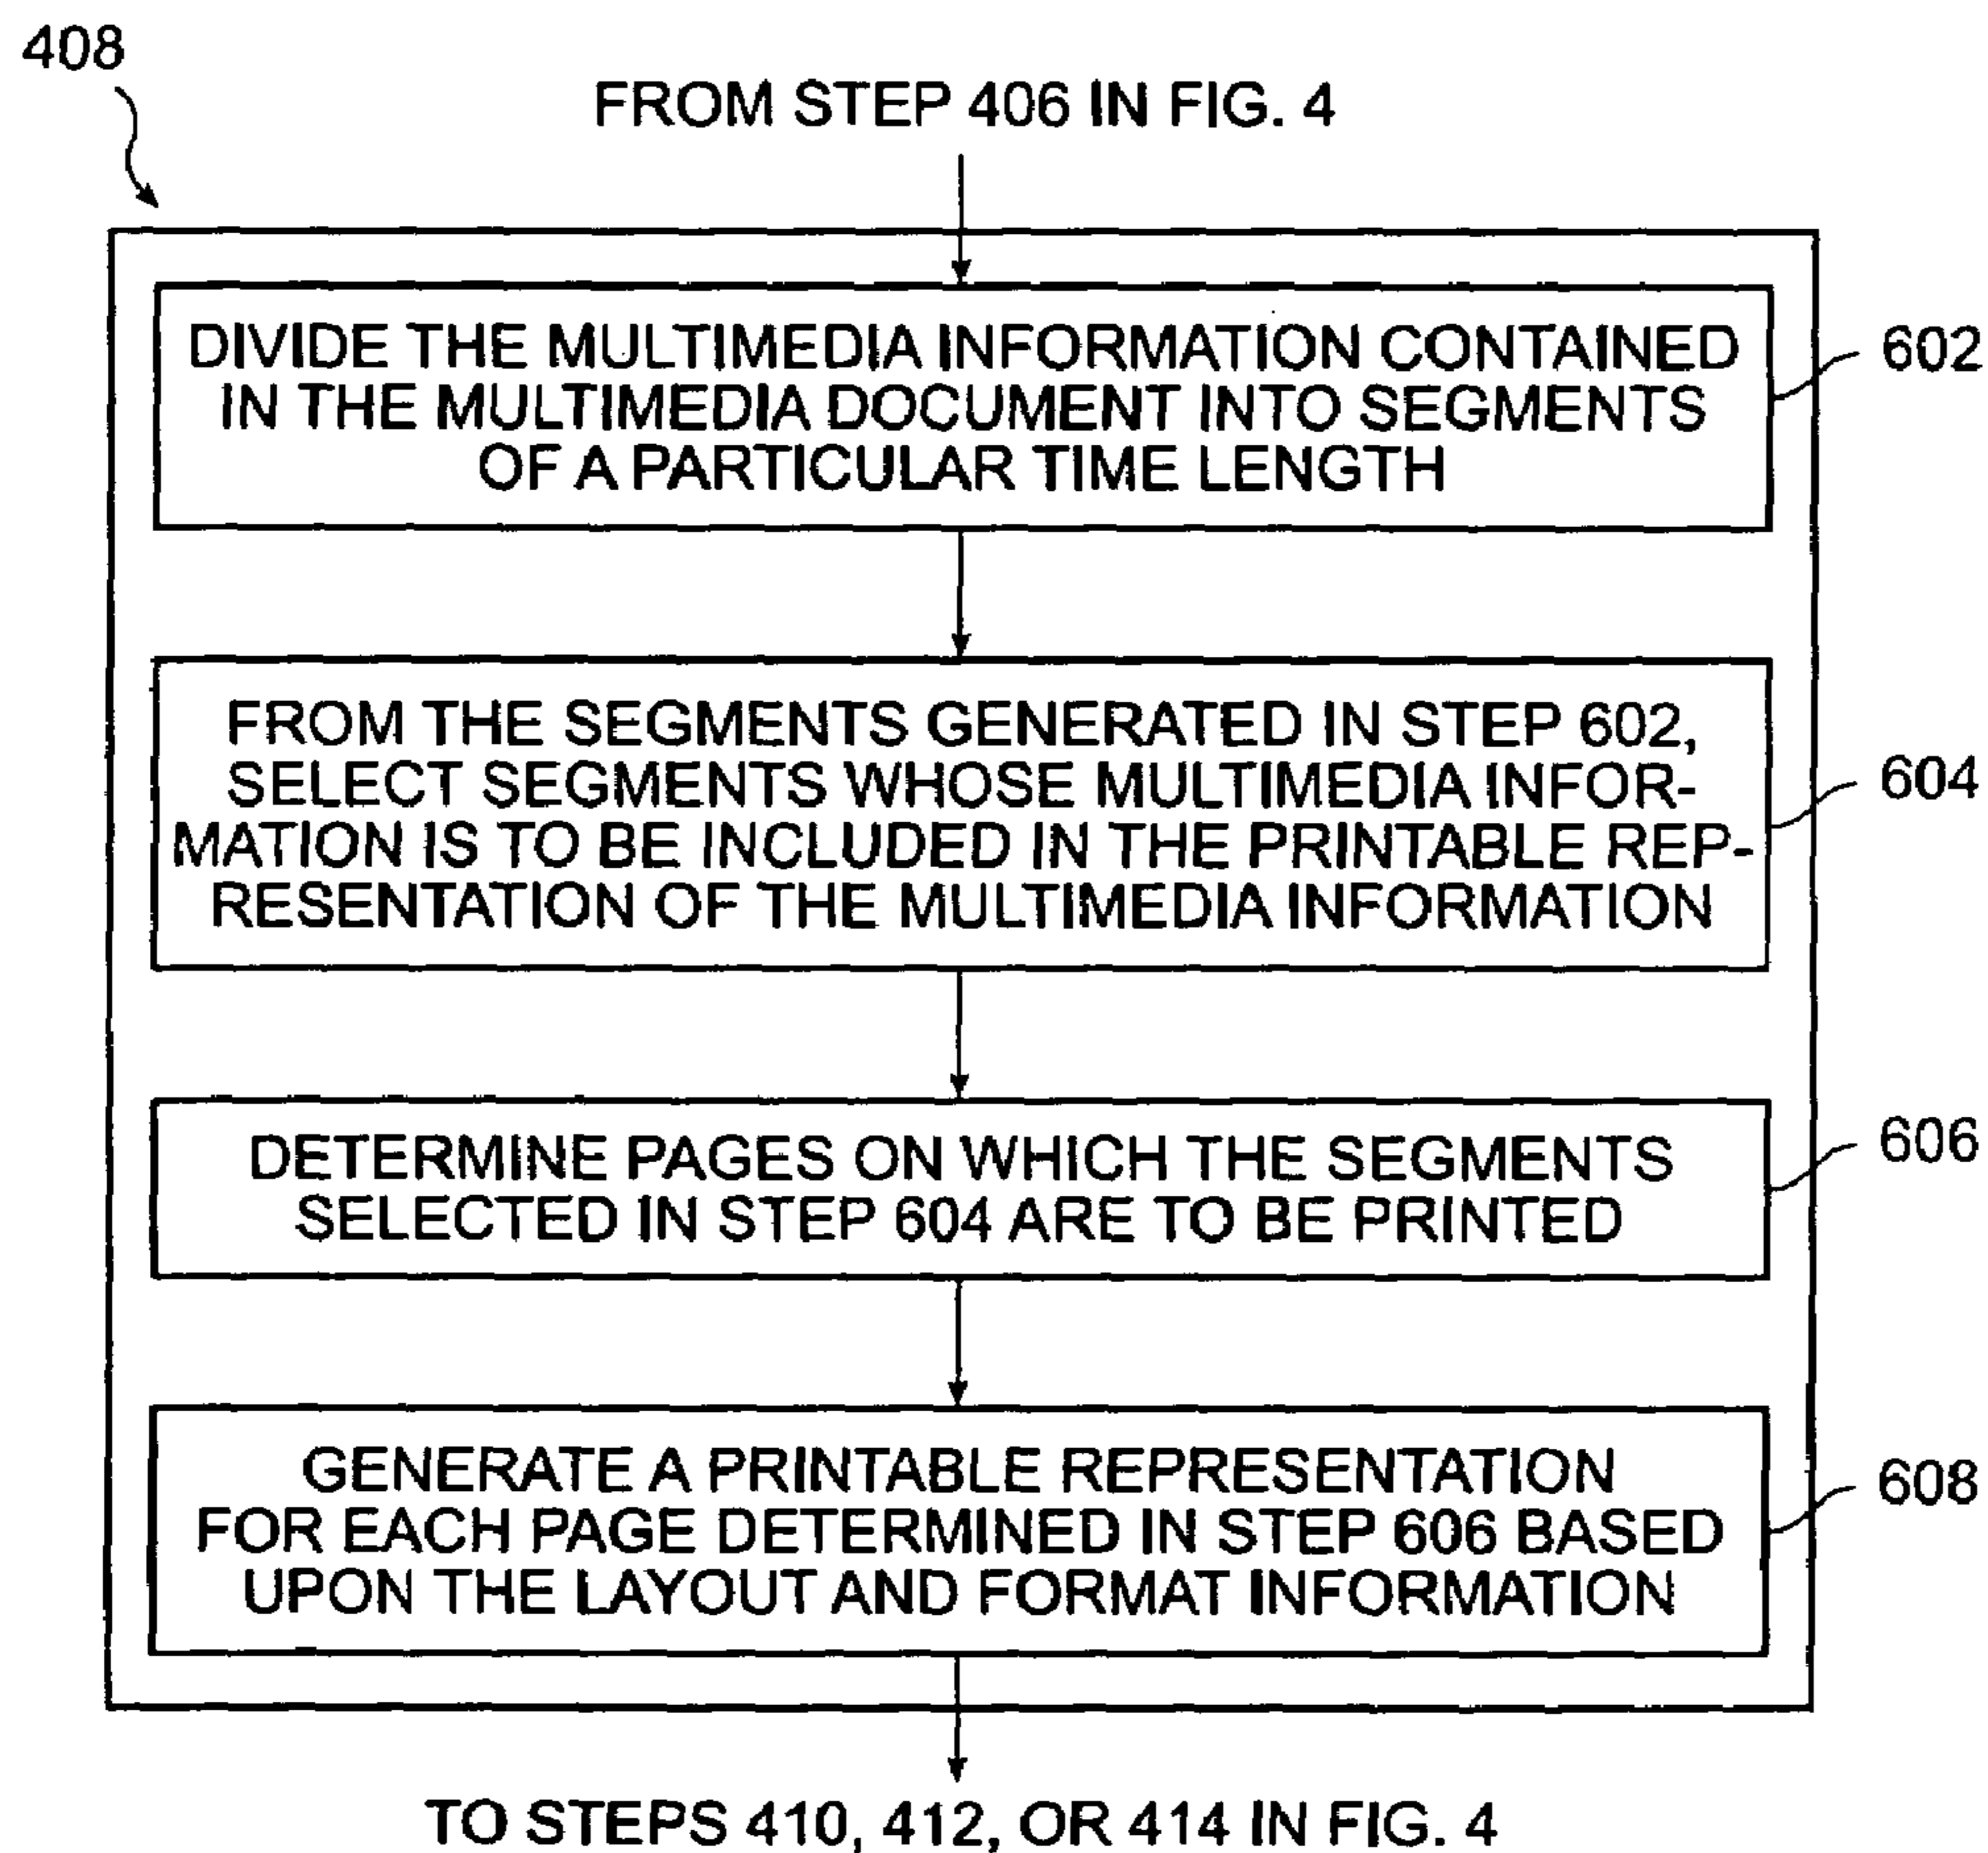 408
FROM STEP 406 IN FIG. 4
DIVIDE THE MULTIMEDIA INFORMATION CONTAINED
IN THE MULTIMEDIA DOCUMENT INTO SEGMENTS
OF A PARTICULAR TIME LENGTH
602
FROM THE SEGMENTS GENERATED IN STEP 602,
SELECT SEGMENTS WHOSE MULTIMEDIA INFOR-
MATION IS TO BE INCLUDED IN THE PRINTABLE REP-
RESENTATION OF THE MULTIMEDIA INFORMATION
604
DETERMINE PAGES ON WHICH THE SEGMENTS
SELECTED IN STEP 604 ARE TO BE PRINTED
606
GENERATE A PRINTABLE REPRESENTATION
FOR EACH PAGE DETERMINED IN STEP 606 BASED
UPON THE LAYOUT AND FORMAT INFORMATION
608
TO STEPS 410, 412, OR 414 IN FIG. 4